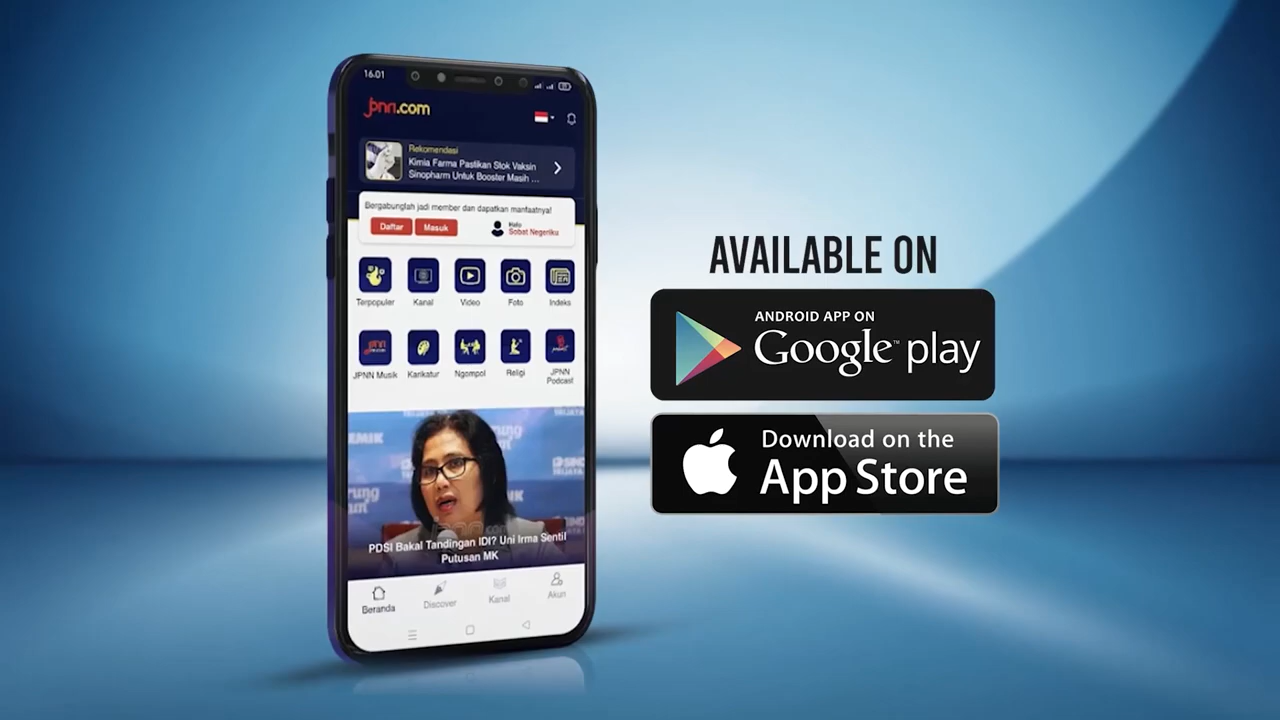 16.01
jpnn.com
Rekomendasi
Kimia Farma Pastikan Stok Vaksin
Sinopharm Untuk Booster Masih ...
Bergabunglah jadi member dan dapatkan manfaatnya!
Daftar
Masuk
Halo
Sobat Negeriku
Terpopuler
Kanal
Video
Foto
Indeks
JPNN Musik
Karikatur
Ngompol
Religi
JPNN
Podcast
PDSI Bakal Tandingan IDI? Uni Irma Sentil
Putusan MK
Beranda
Discover
Kanal
Akun
AVAILABLE ON
ANDROID APP ON
Google™ play
Download on the
App Store